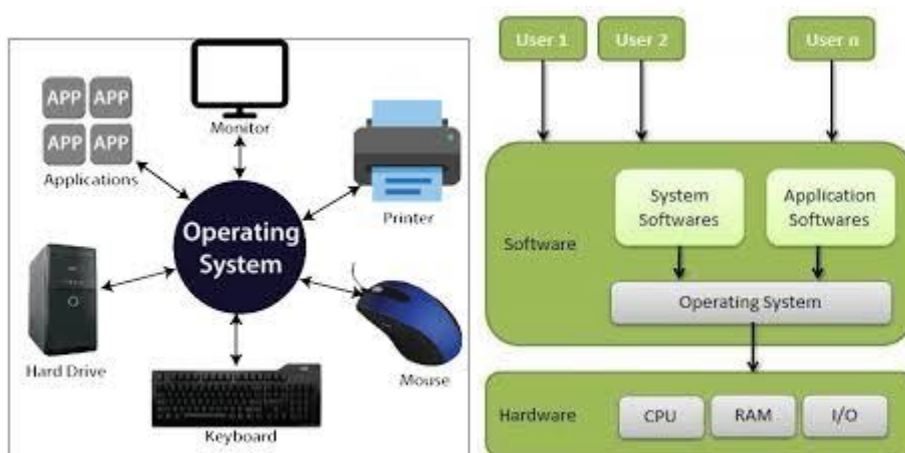 APP APP
APP APP
Applications
Monitor
Printer
Operating
System
Hard Drive
Keyboard
Mouse
User 1
User 2
User n
Software
System
Softwares
Application
Softwares
Operating System
Hardware
CPU
RAM
I/O